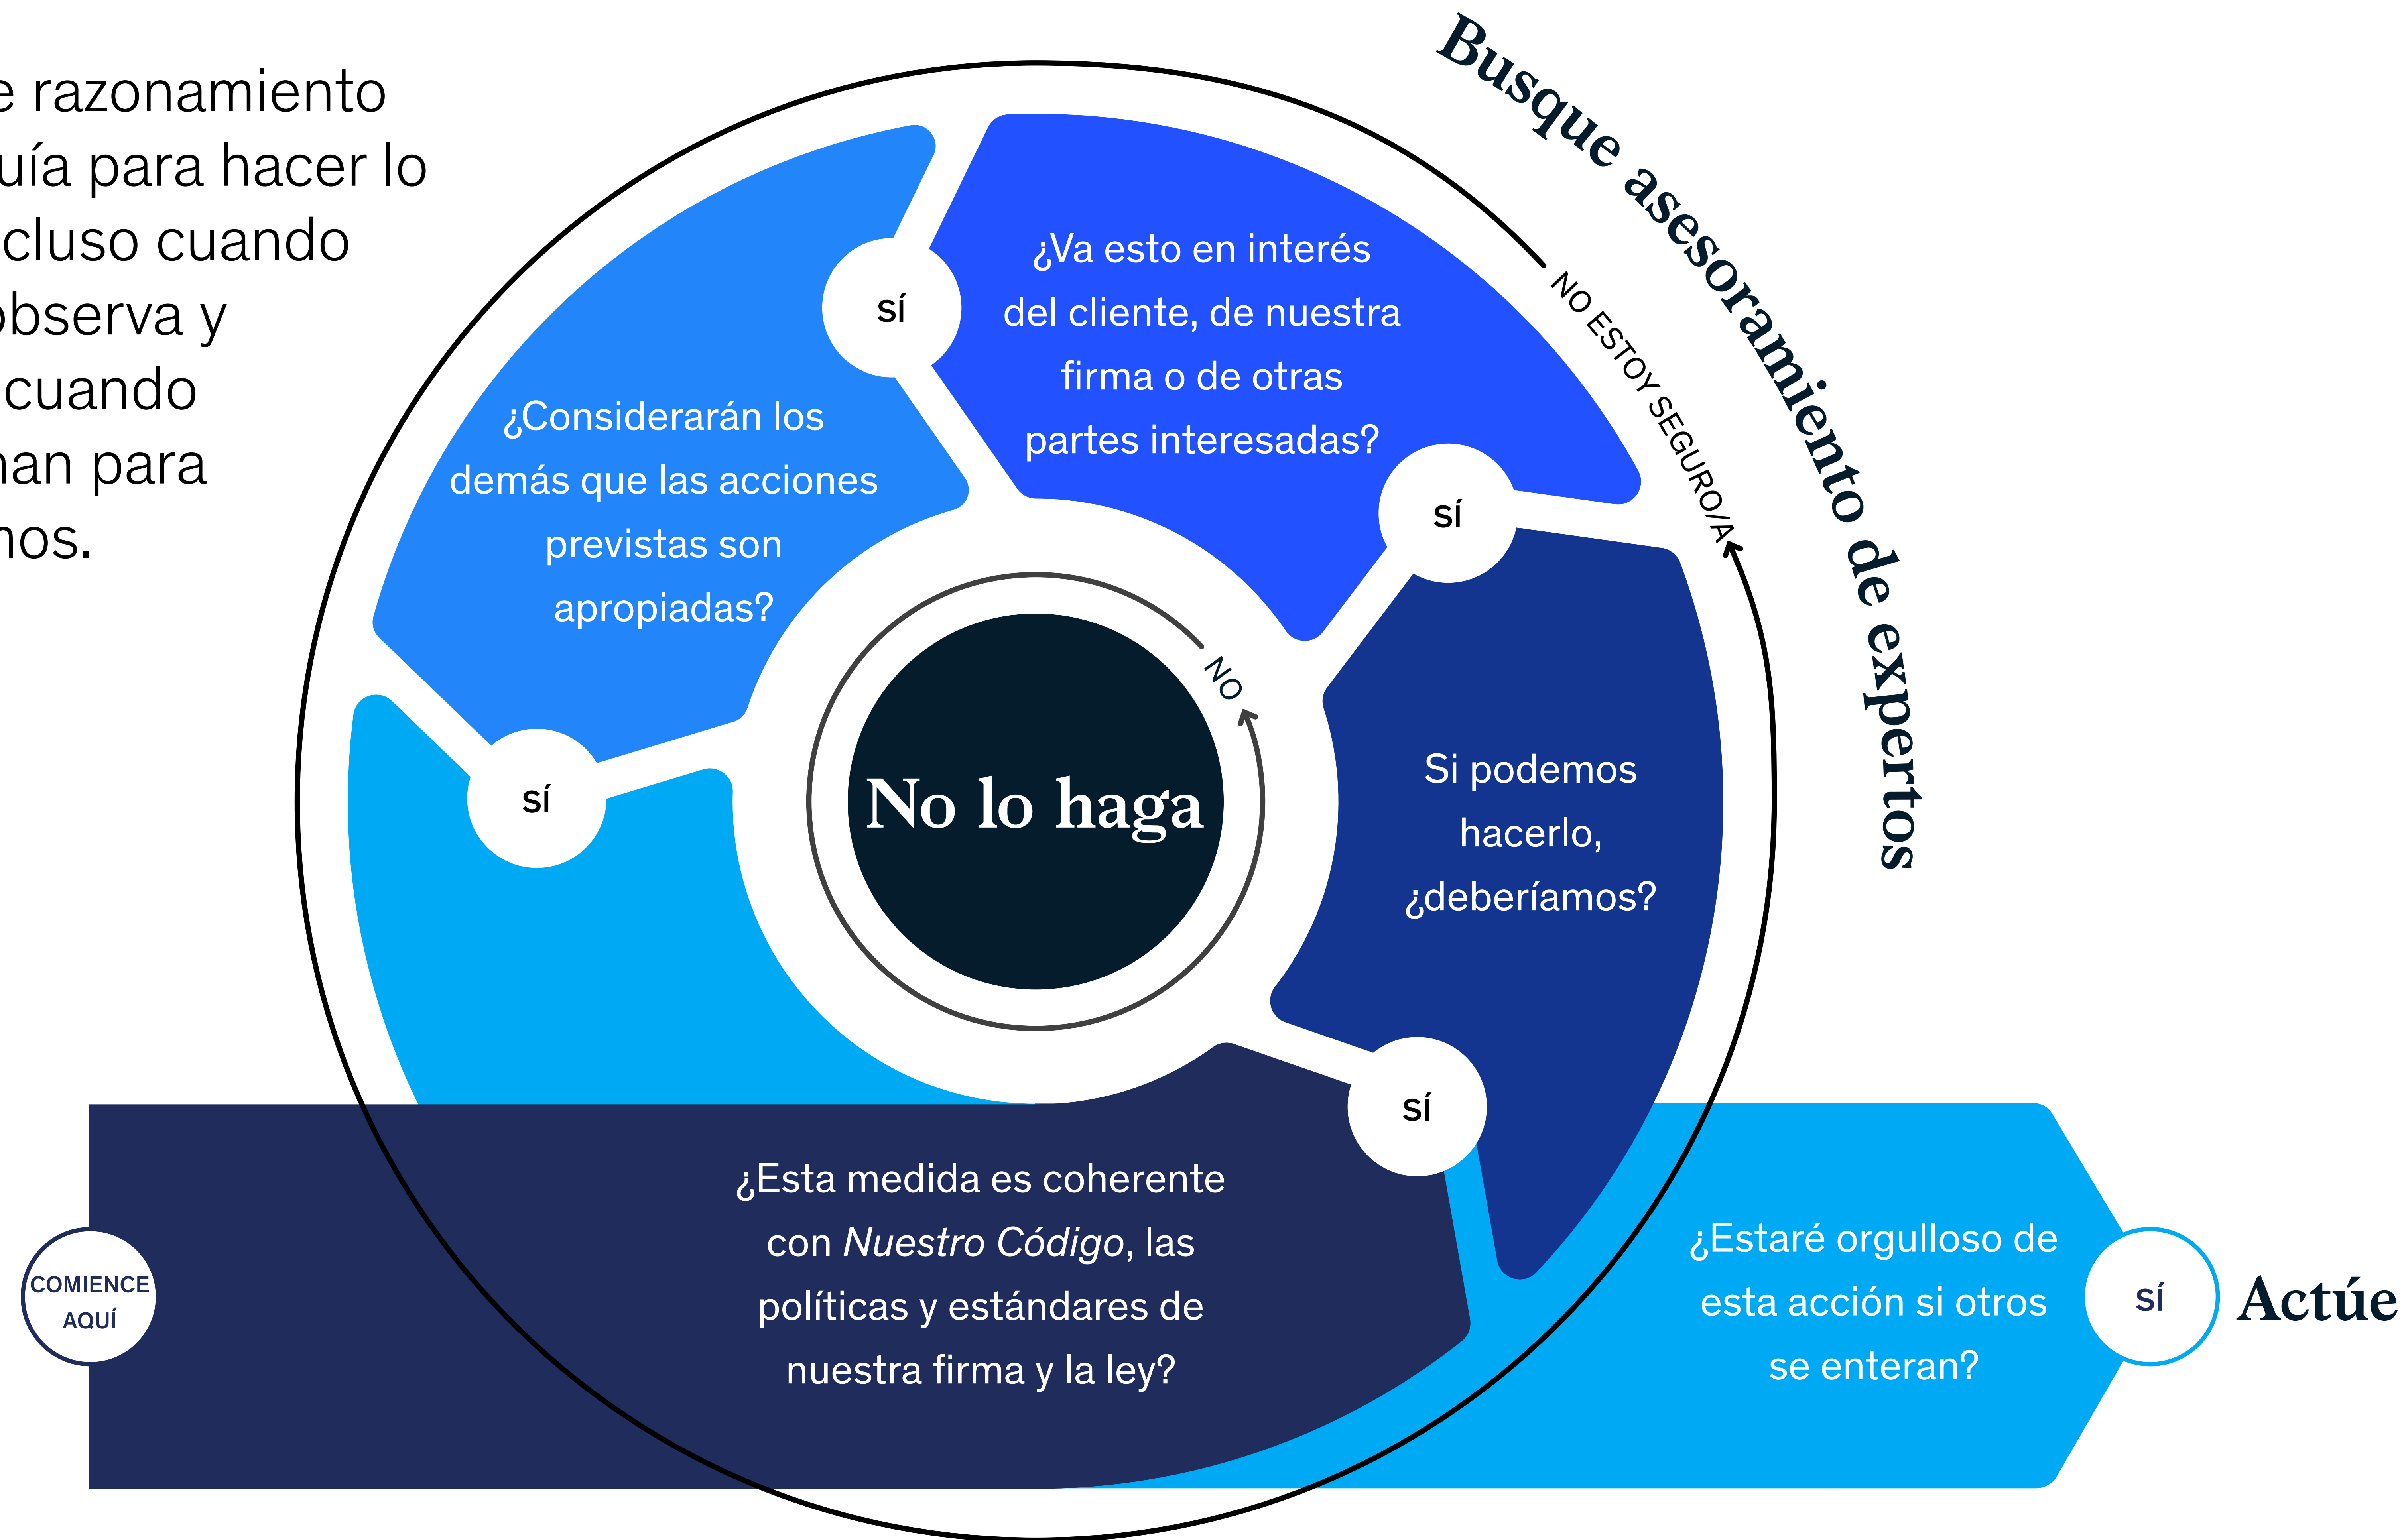 e razonamiento
uía para hacer lo
cluso cuando
observa y
cuando
nan para
nos.
Busque asesoramiento de expertos
NO ESTOY SEGURO/A
¿Va esto en interés
del cliente, de nuestra
firma o de otras
partes interesadas?
SÍ
¿Considerarán los
demás que las acciones
previstas son
apropiadas?
SÍ
NO
No lo haga
SÍ
Si podemos
hacerlo,
¿deberíamos?
SÍ
¿Esta medida es coherente
con Nuestro Código, las
políticas y estándares de
nuestra firma y la ley?
COMIENCE
AQUÍ
¿Estaré orgulloso de
esta acción si otros
se enteran?
SÍ
Actúe